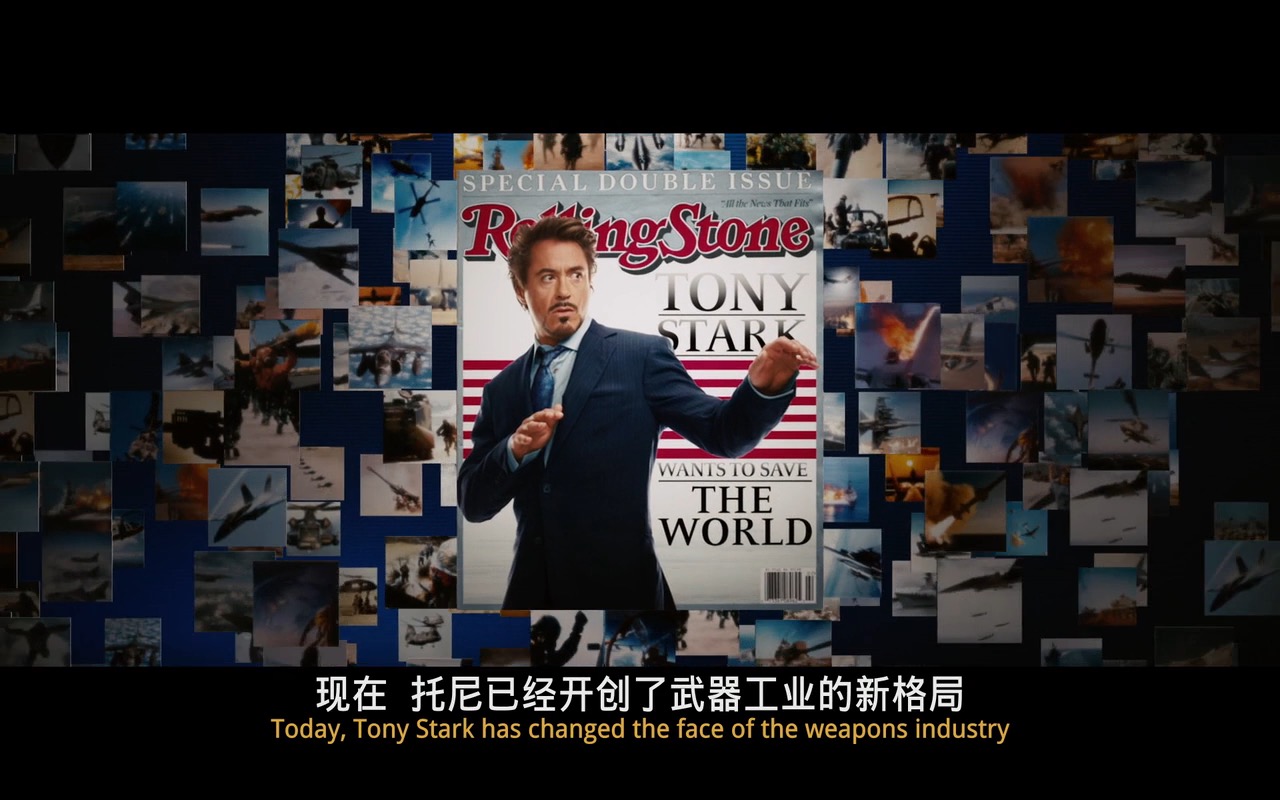 SPECIAL DOUBLE ISSUE
"All the News That Fits"
RollingStone
TONY
STARK
WANTS TO SAVE
THE
WORLD
现在 托尼已经开创了武器工业的新格局
Today, Tony Stark has changed the face of the weapons industry